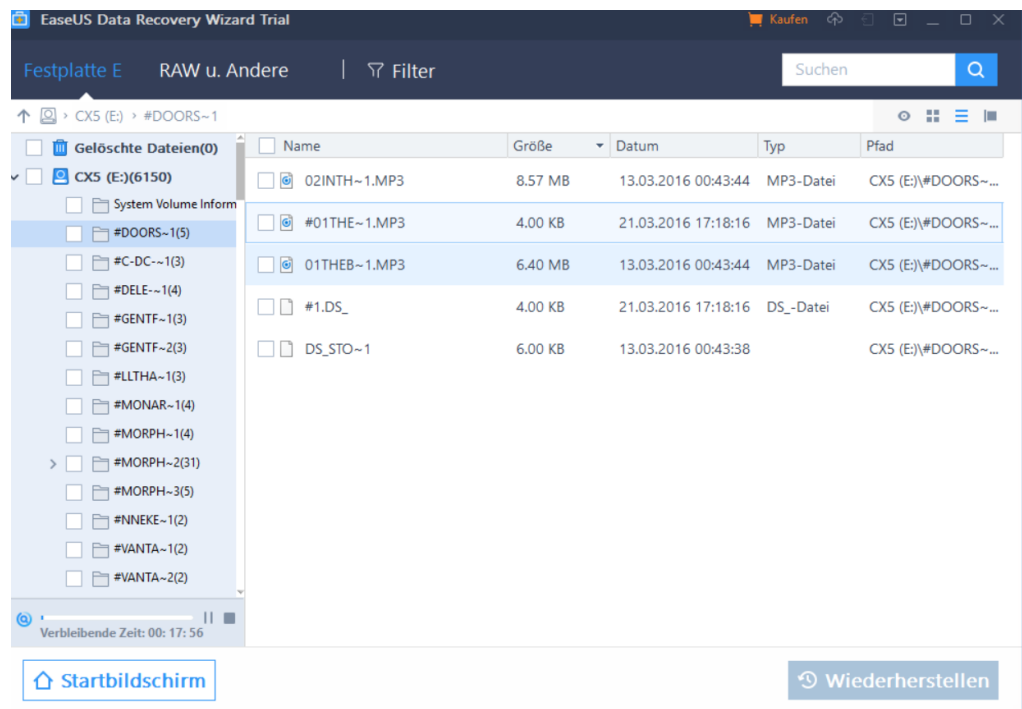 EaseUS Data Recovery Wizard Trial
Kaufen
Festplatte E RAW u. Andere | Filter
Suchen
CX5 (E:) › #DOORS~1
Gelöschte Dateien(0)
CX5 (E:)(6150)
System Volume Inform
#DOORS~1(5)
#C-DC-~1(3)
#DELE-~1(4)
#GENTF~1(3)
#GENTF~2(3)
#LLTHA~1(3)
#MONAR~1(4)
#MORPH~1(4)
#MORPH~2(31)
#MORPH~3(5)
#NNEKE~1(2)
#VANTA~1(2)
#VANTA~2(2)
Verbleibende Zeit: 00: 17: 56
Name Größe Datum Typ Pfad
02INTH~1.MP3 8.57 MB 13.03.2016 00:43:44 MP3-Datei CX5 (E:)\#DOORS~...
#01THE~1.MP3 4.00 KB 21.03.2016 17:18:16 MP3-Datei CX5 (E:)\#DOORS~...
01THEB~1.MP3 6.40 MB 13.03.2016 00:43:44 MP3-Datei CX5 (E:)\#DOORS~...
#1.DS_ 4.00 KB 21.03.2016 17:18:16 DS_-Datei CX5 (E:)\#DOORS~...
DS_STO~1 6.00 KB 13.03.2016 00:43:38 CX5 (E:)\#DOORS~...
Startbildschirm
Wiederherstellen